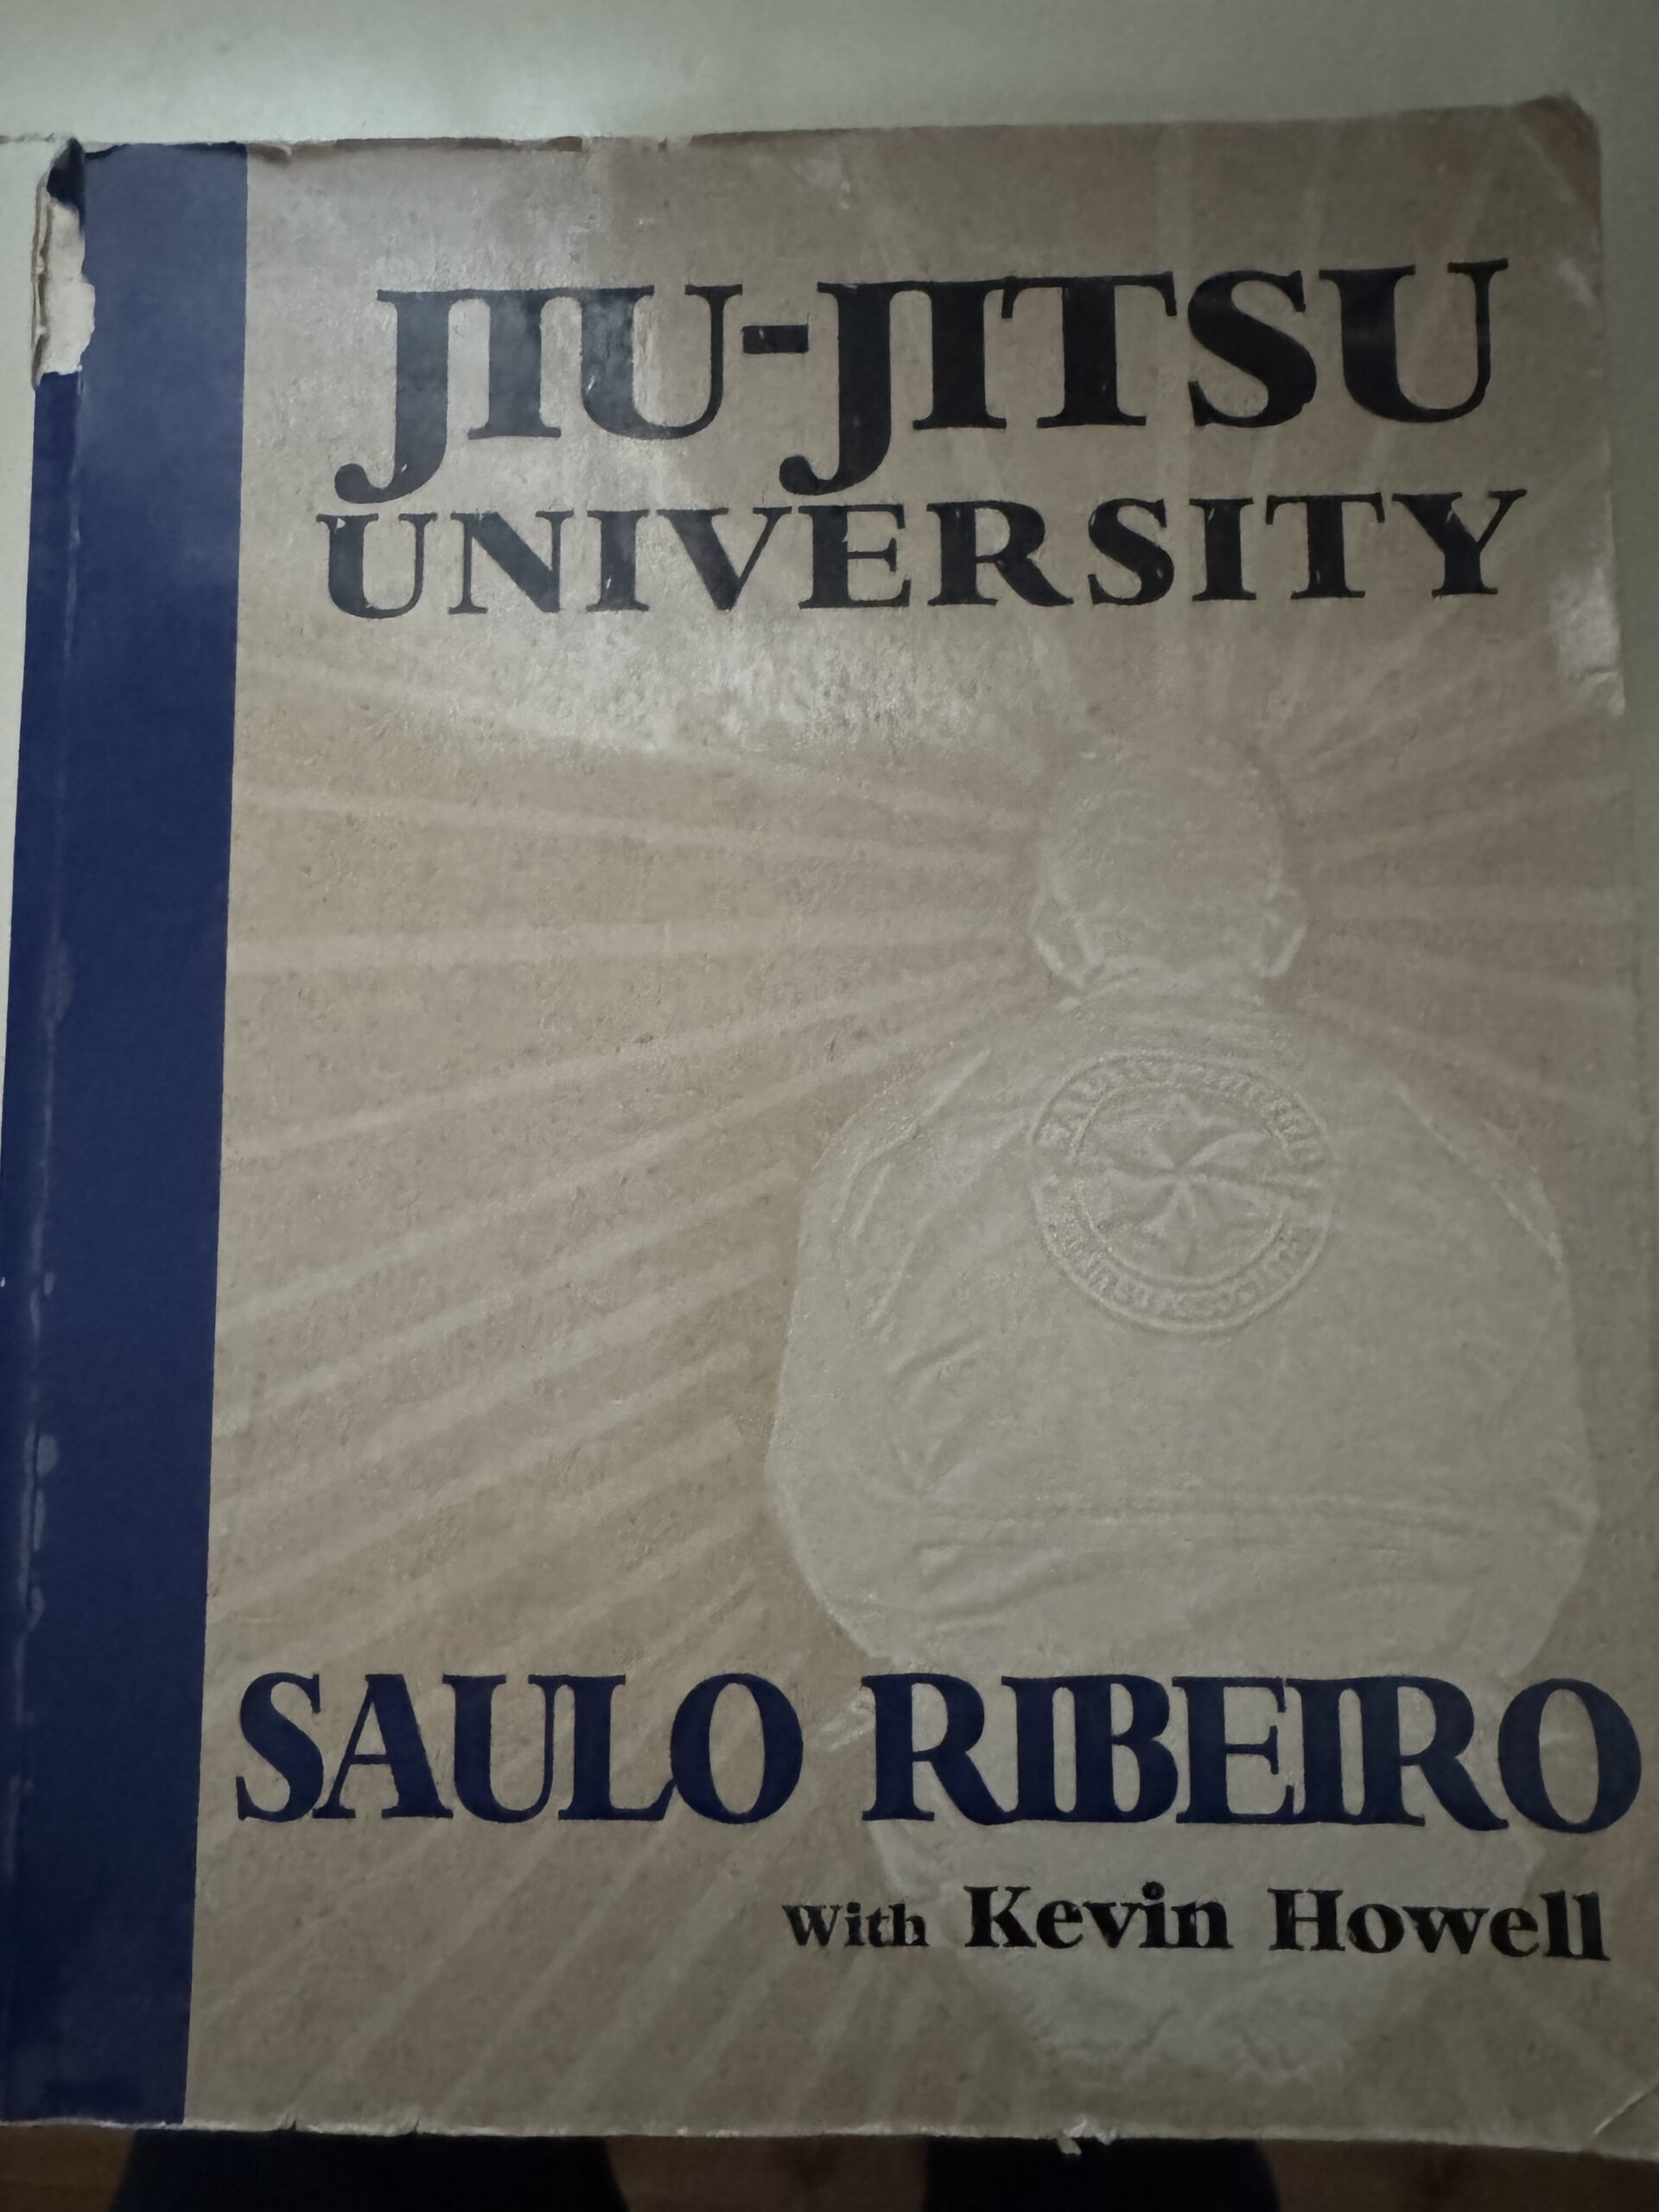 JIU-JITSU
UNIVERSITY
SAULO RIBEIRO
With Kevin Howell